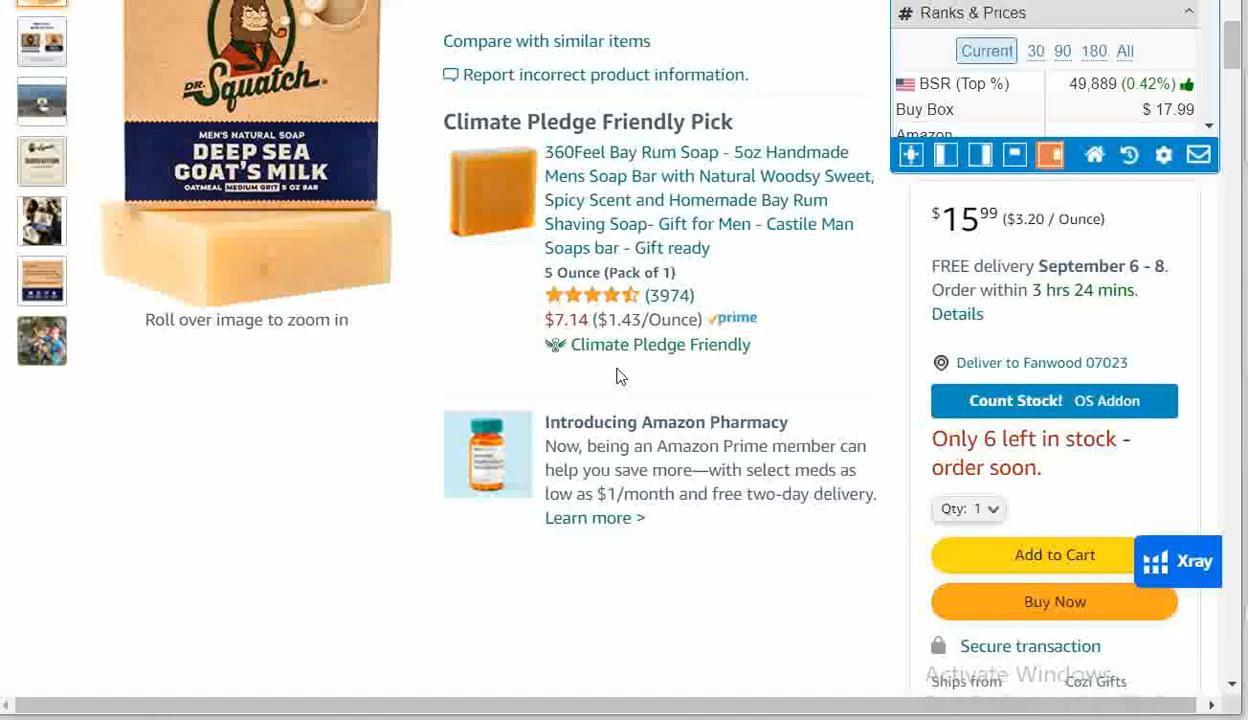 DR.
Squatch
MEN'S NATURAL SOAP
DEEP SEA
GOAT'S MILK
OATMEAL MEDIUM GRIT 5 OZ BAR
Roll over image to zoom in
Compare with similar items
Report incorrect product information.
Climate Pledge Friendly Pick
360Feel Bay Rum Soap - 5oz Handmade
Mens Soap Bar with Natural Woodsy Sweet,
Spicy Scent and Homemade Bay Rum
Shaving Soap- Gift for Men - Castile Man
Soaps bar - Gift ready
5 Ounce (Pack of 1)
(3974)
$7.14 ($1.43/Ounce) prime
Climate Pledge Friendly
Introducing Amazon Pharmacy
Now, being an Amazon Prime member can
help you save more—with select meds as
low as $1/month and free two-day delivery.
Learn more >
# Ranks & Prices
Current 30 90 180 All
BSR (Top %) 49,889 (0.42%)
Buy Box $ 17.99
Amazon
$15.99 ($3.20 / Ounce)
FREE delivery September 6 - 8.
Order within 3 hrs 24 mins.
Details
Deliver to Fanwood 07023
Count Stock! OS Addon
Only 6 left in stock -
order soon.
Qty: 1
Add to Cart
Xray
Buy Now
Secure transaction
Activate Windows
Ships from Cozi Gifts